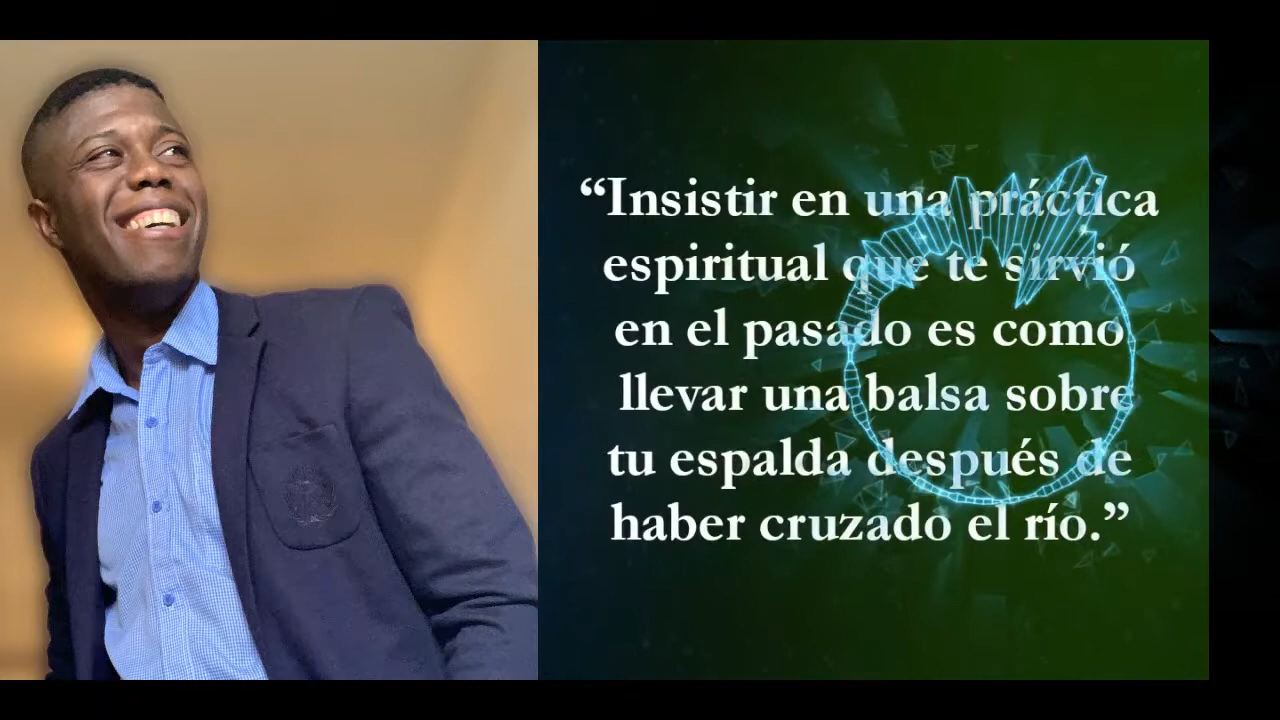 “Insistir en una práctica
espiritual que te sirvió
en el pasado es como
llevar una balsa sobre
tu espalda después de
haber cruzado el río.”